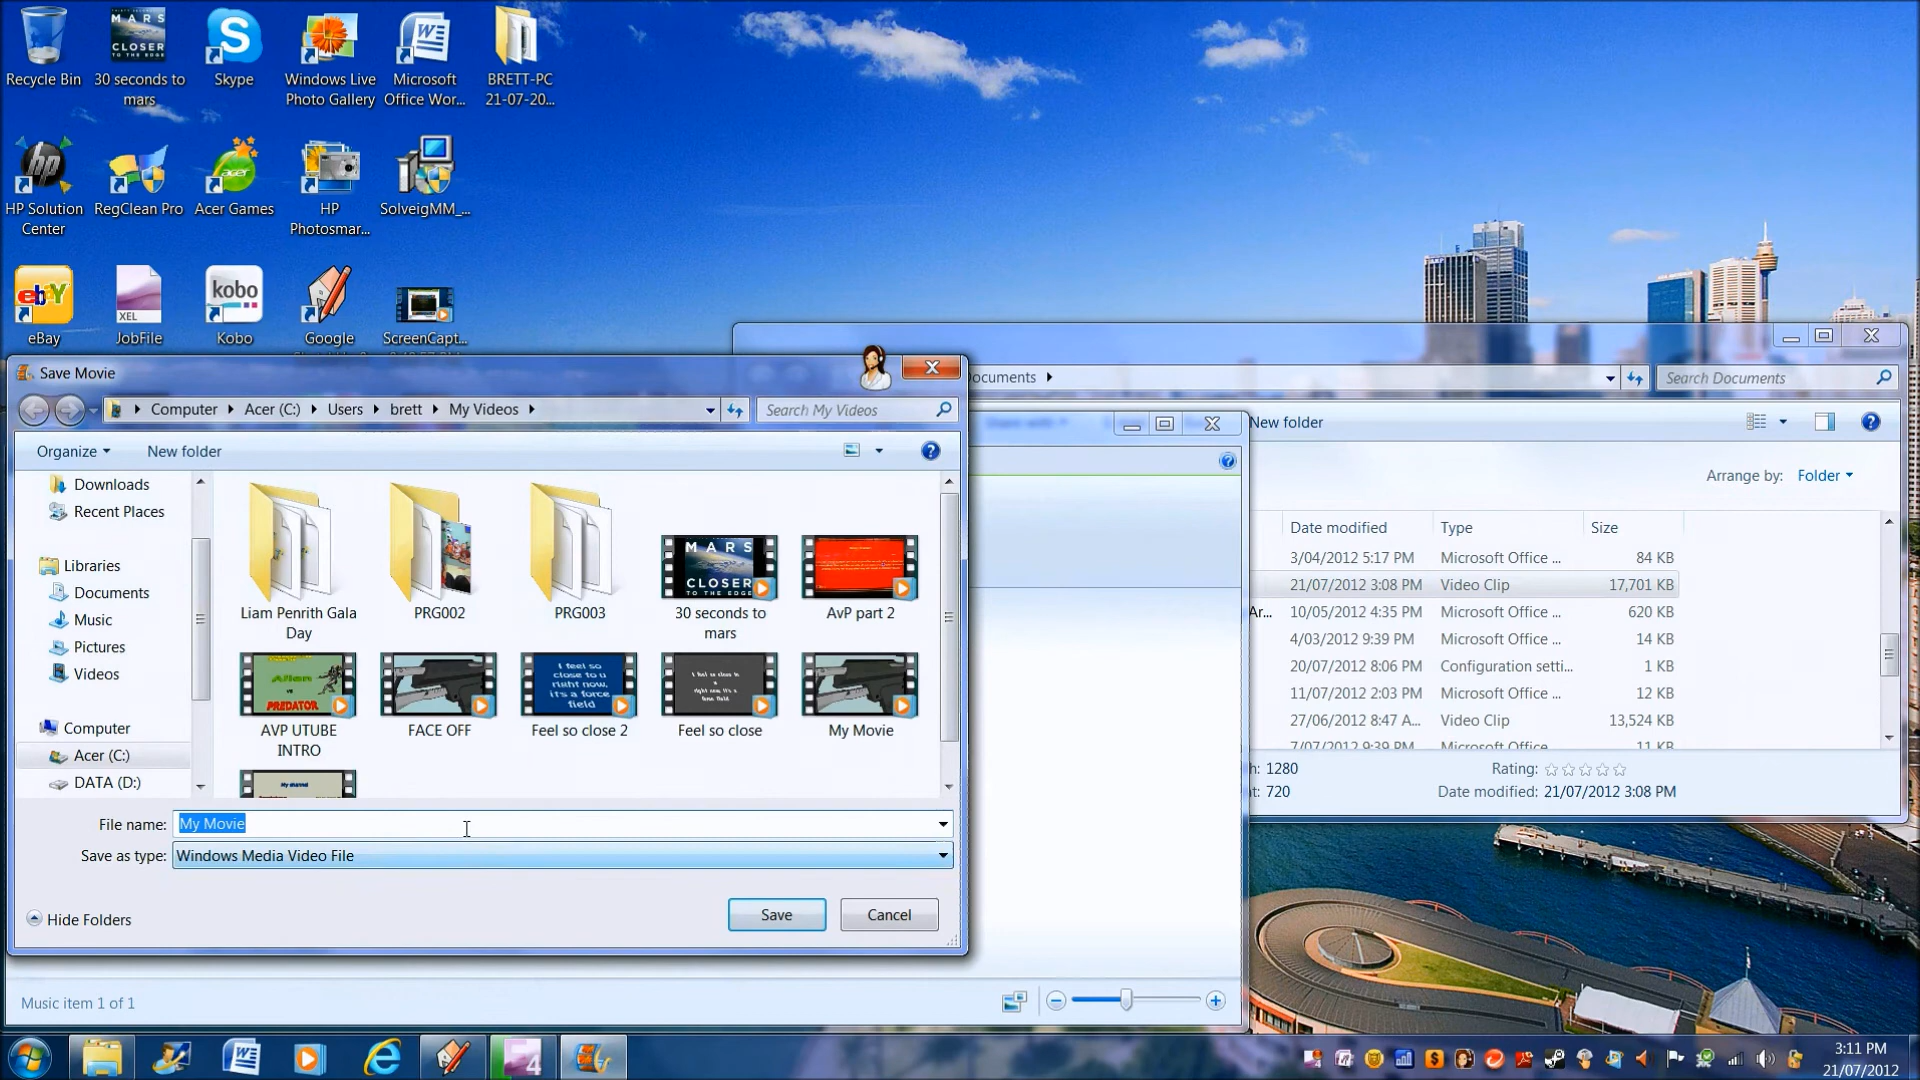 Recycle Bin
30 seconds to
mars
MARS
CLOSER
TO THE EDGE
Skype
Windows Live
Photo Gallery
Microsoft
Office Wor...
BRETT-PC
21-07-20...
HP Solution
Center
RegClean Pro
Acer Games
HP
Photosmar...
SolveigMM_...
eBay
XEL
JobFile
kobo
Kobo
Google
ScreenCapt...
Save Movie
Computer
Acer (C:)
Users
brett
My Videos
Search My Videos
Organize
New folder
Downloads
Recent Places
Libraries
Documents
Music
Pictures
Videos
Computer
Acer (C:)
DATA (D:)
Liam Penrith Gala
Day
PRG002
PRG003
MARS
CLOSER
30 seconds to
mars
AvP part 2
Alien
vs
PREDATOR
AVP UTUBE
INTRO
FACE OFF
I feel so
close to u
right now,
it's a force
field
Feel so close 2
Feel so close
My Movie
My channel
File name:
My Movie
Save as type:
Windows Media Video File
Hide Folders
Save
Cancel
Music item 1 of 1
ocuments
Search Documents
New folder
Arrange by:
Folder
Date modified
Type
Size
3/04/2012 5:17 PM Microsoft Office ... 84 KB
21/07/2012 3:08 PM Video Clip 17,701 KB
Ar... 10/05/2012 4:35 PM Microsoft Office ... 620 KB
4/03/2012 9:39 PM Microsoft Office ... 14 KB
20/07/2012 8:06 PM Configuration setti... 1 KB
11/07/2012 2:03 PM Microsoft Office ... 12 KB
27/06/2012 8:47 A... Video Clip 13,524 KB
7/07/2012 9:39 PM Microsoft Office 11 KB
h: 1280
Rating:
t: 720
Date modified: 21/07/2012 3:08 PM
3:11 PM
21/07/2012